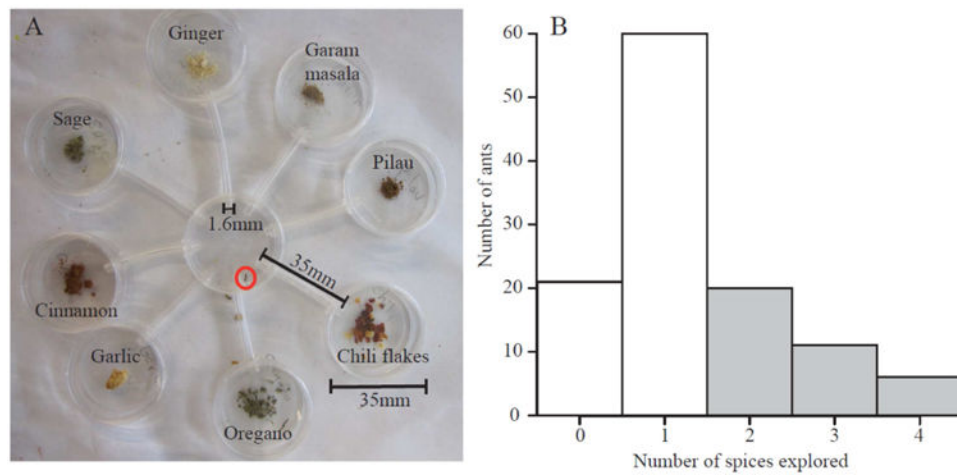 A
Ginger
Garam
masala
Sage
Pilau
1.6mm
35mm
Cinnamon
Garlic
Chili flakes
Oregano
35mm
B
60
50
40
30
20
10
0
Number of ants
0 1 2 3 4
Number of spices explored